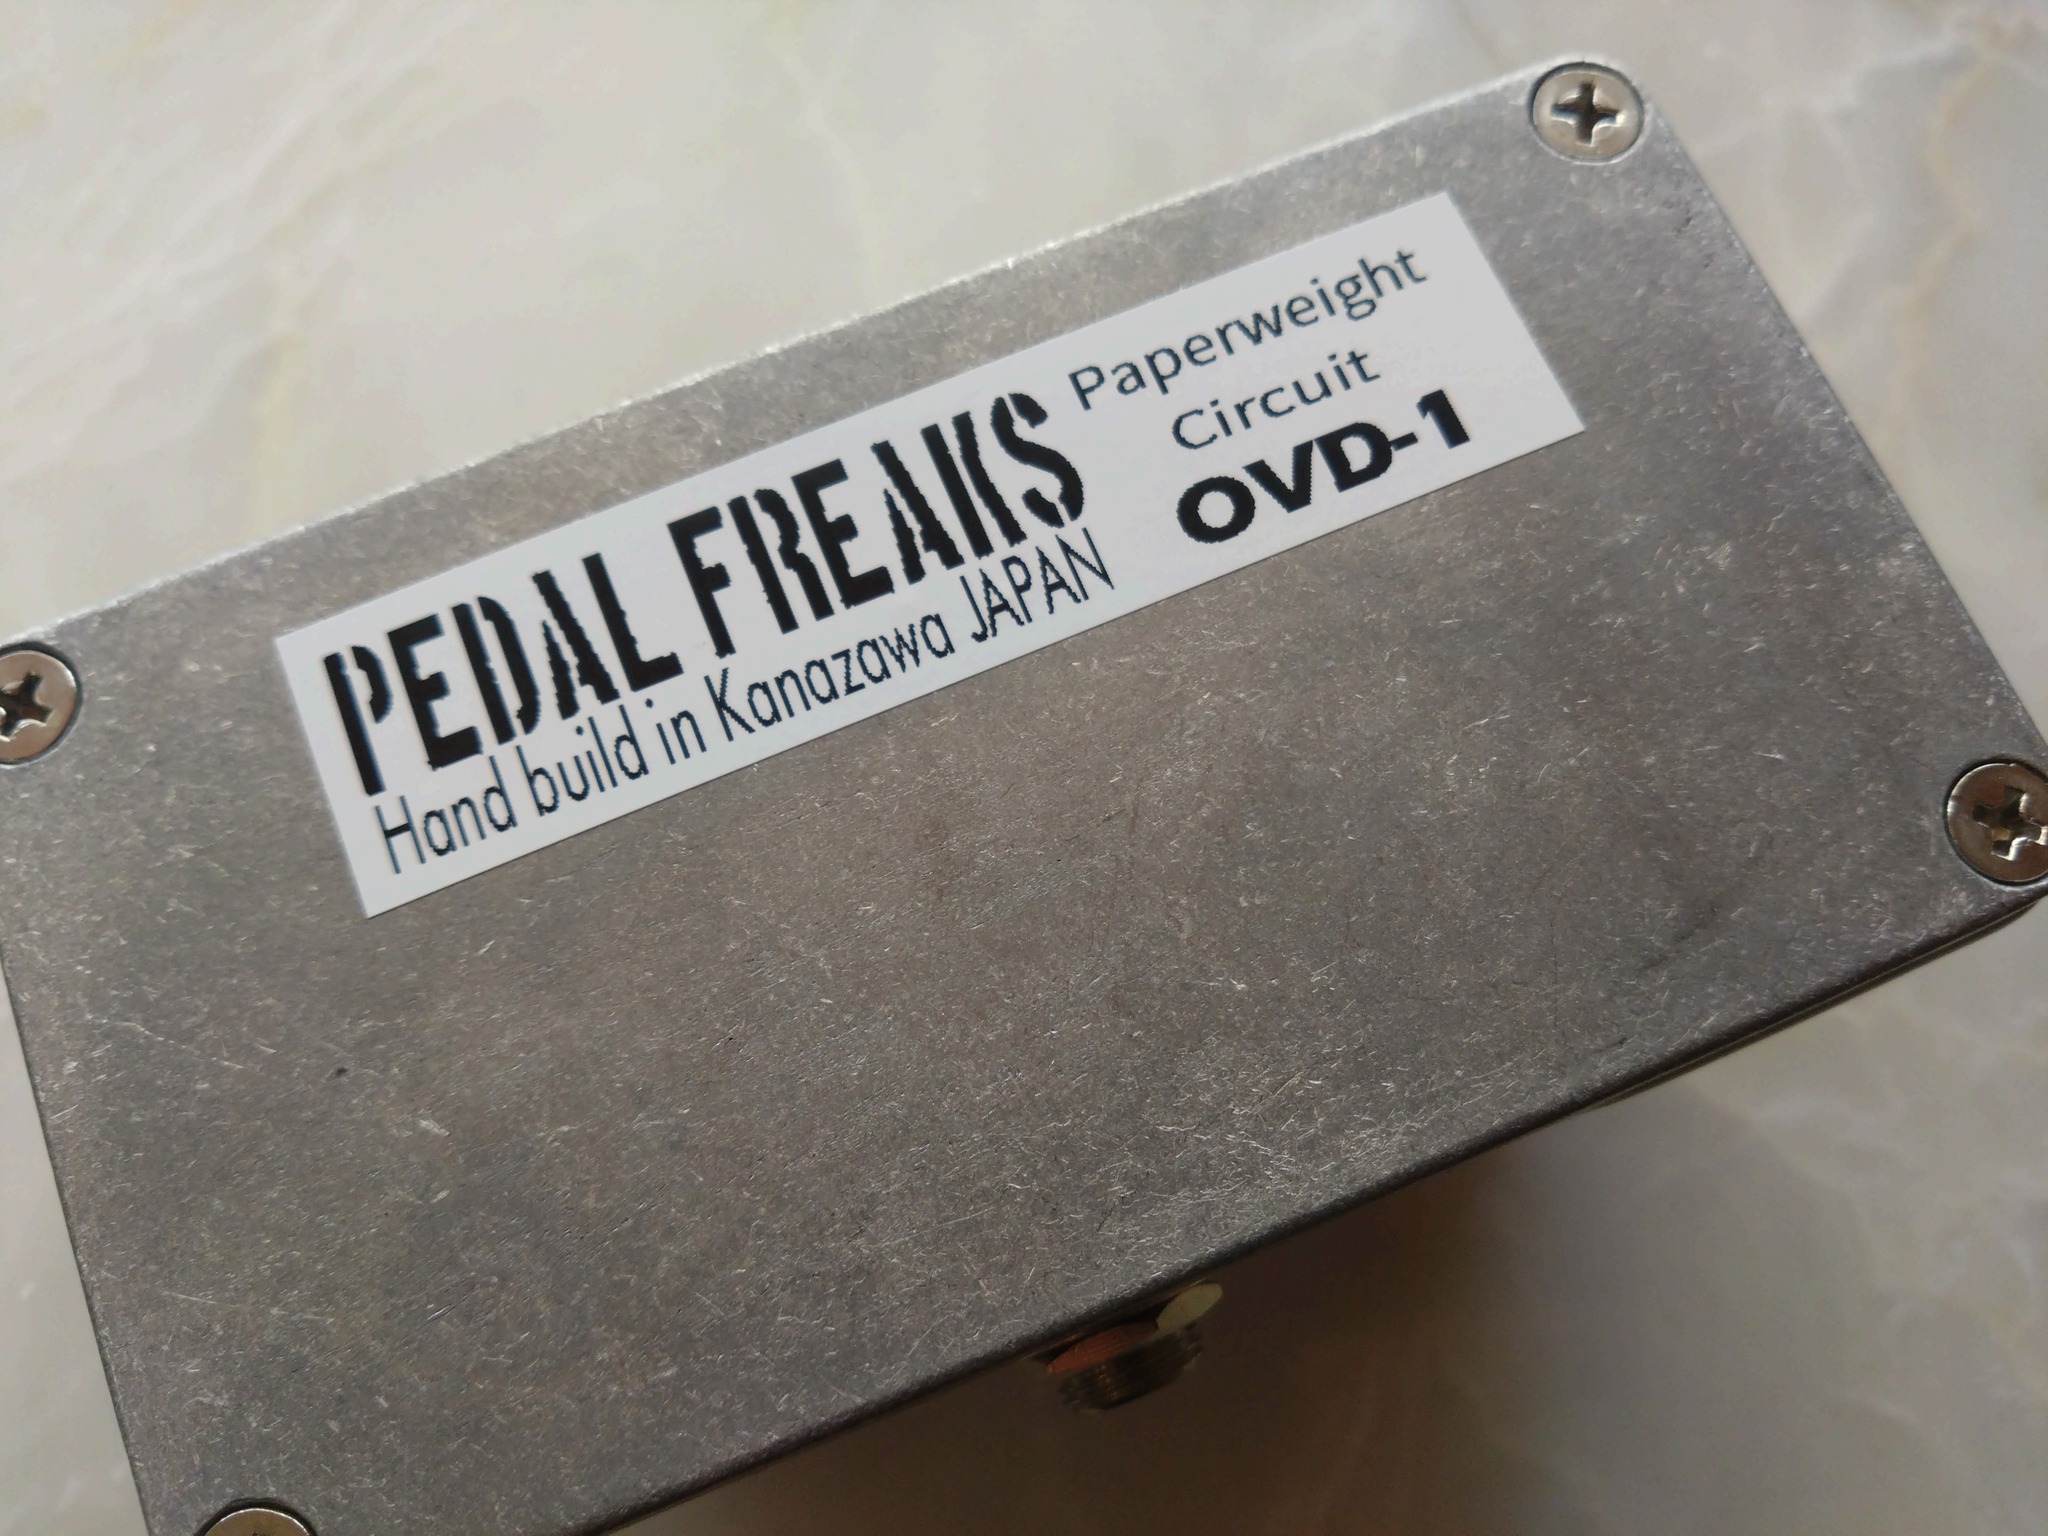 PEDAL FREAKS
Hand build in Kanazawa JAPAN
Paperweight
Circuit
OVD-1